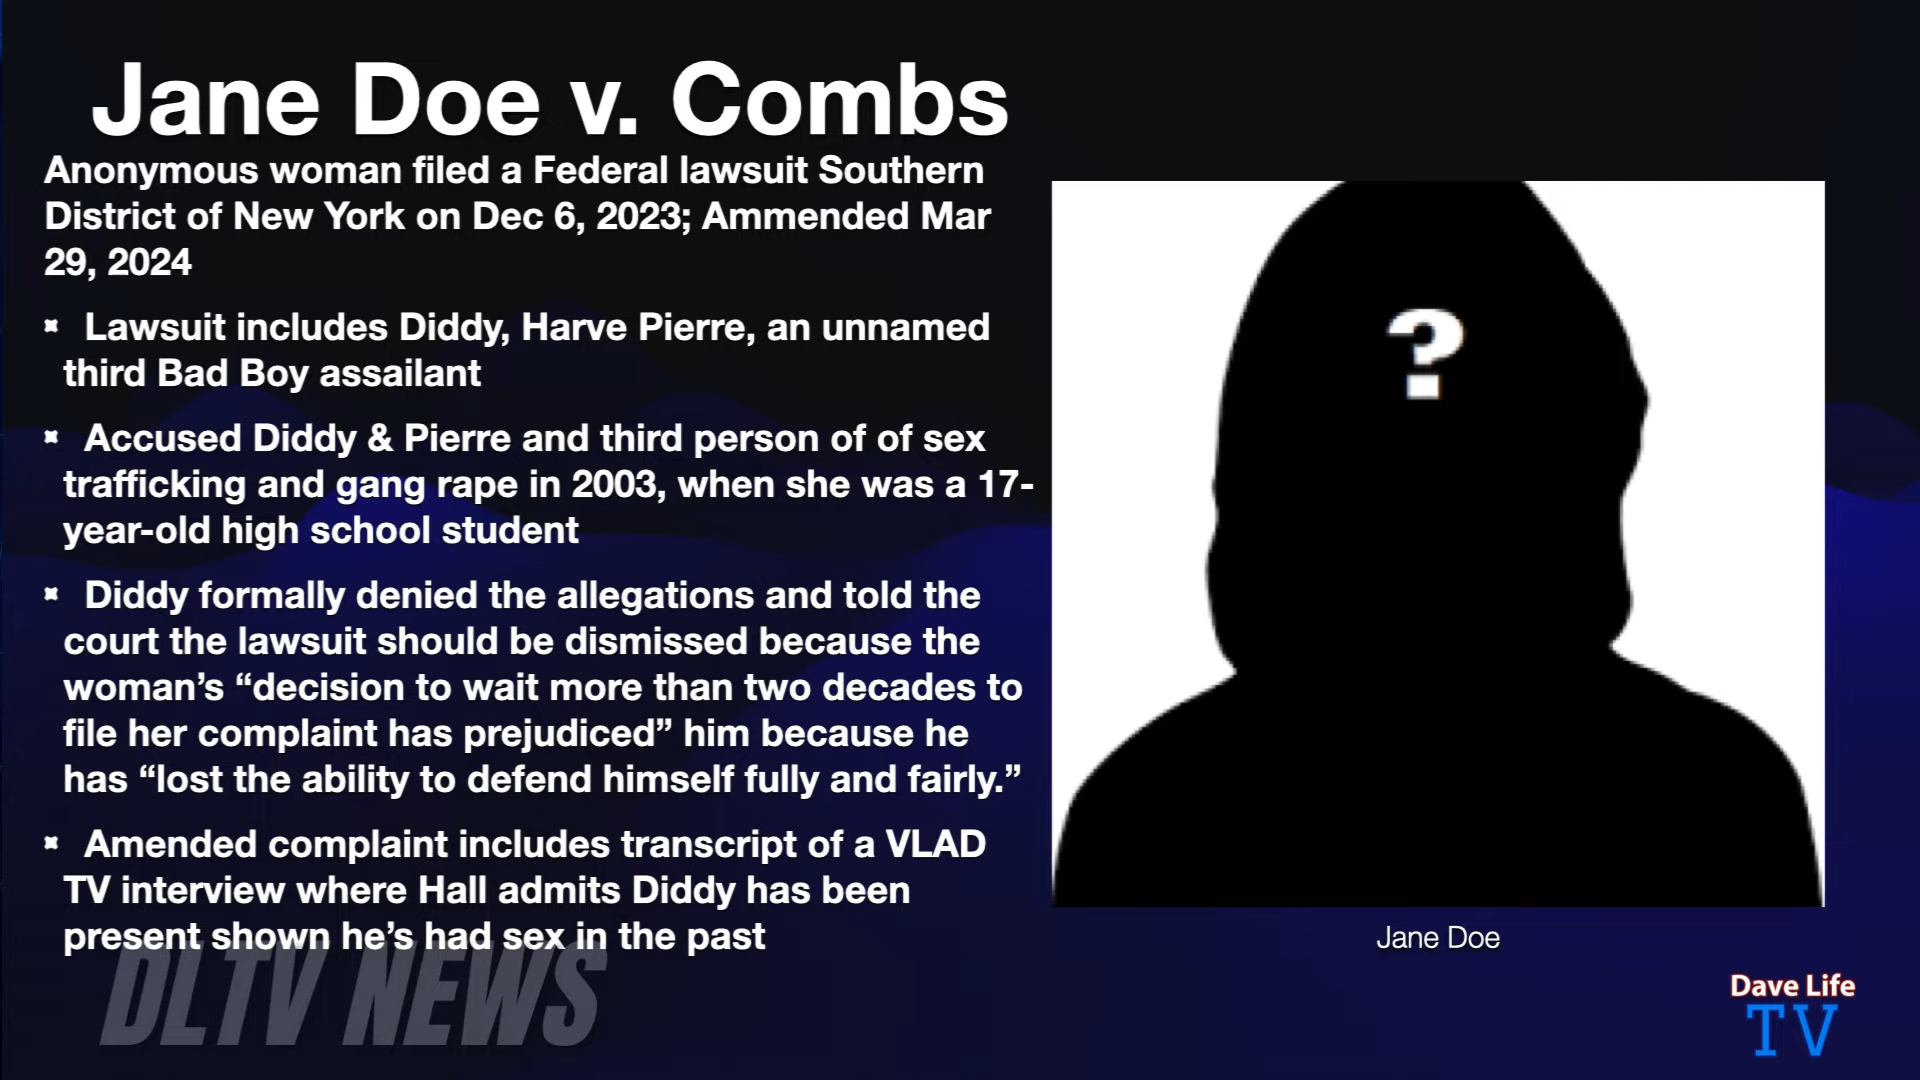 Jane Doe v. Combs
Anonymous woman filed a Federal lawsuit Southern
District of New York on Dec 6, 2023; Ammended Mar
29, 2024
Lawsuit includes Diddy, Harve Pierre, an unnamed
third Bad Boy assailant
Accused Diddy & Pierre and third person of of sex
trafficking and gang rape in 2003, when she was a 17-
year-old high school student
Diddy formally denied the allegations and told the
court the lawsuit should be dismissed because the
woman’s “decision to wait more than two decades to
file her complaint has prejudiced” him because he
has “lost the ability to defend himself fully and fairly.”
Amended complaint includes transcript of a VLAD
TV interview where Hall admits Diddy has been
present shown he’s had sex in the past
?
Jane Doe
DLTV NEWS
Dave Life
TV